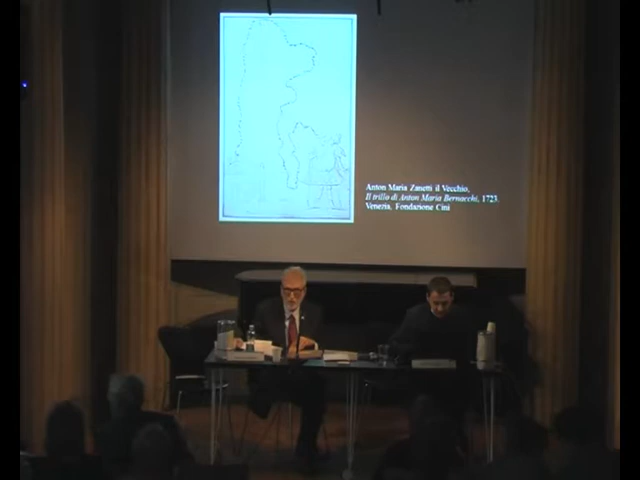 Anton Maria Zanetti il Vecchio,
Il trillo di Anton Maria Bernacchi, 1723.
Venezia, Fondazione Cini